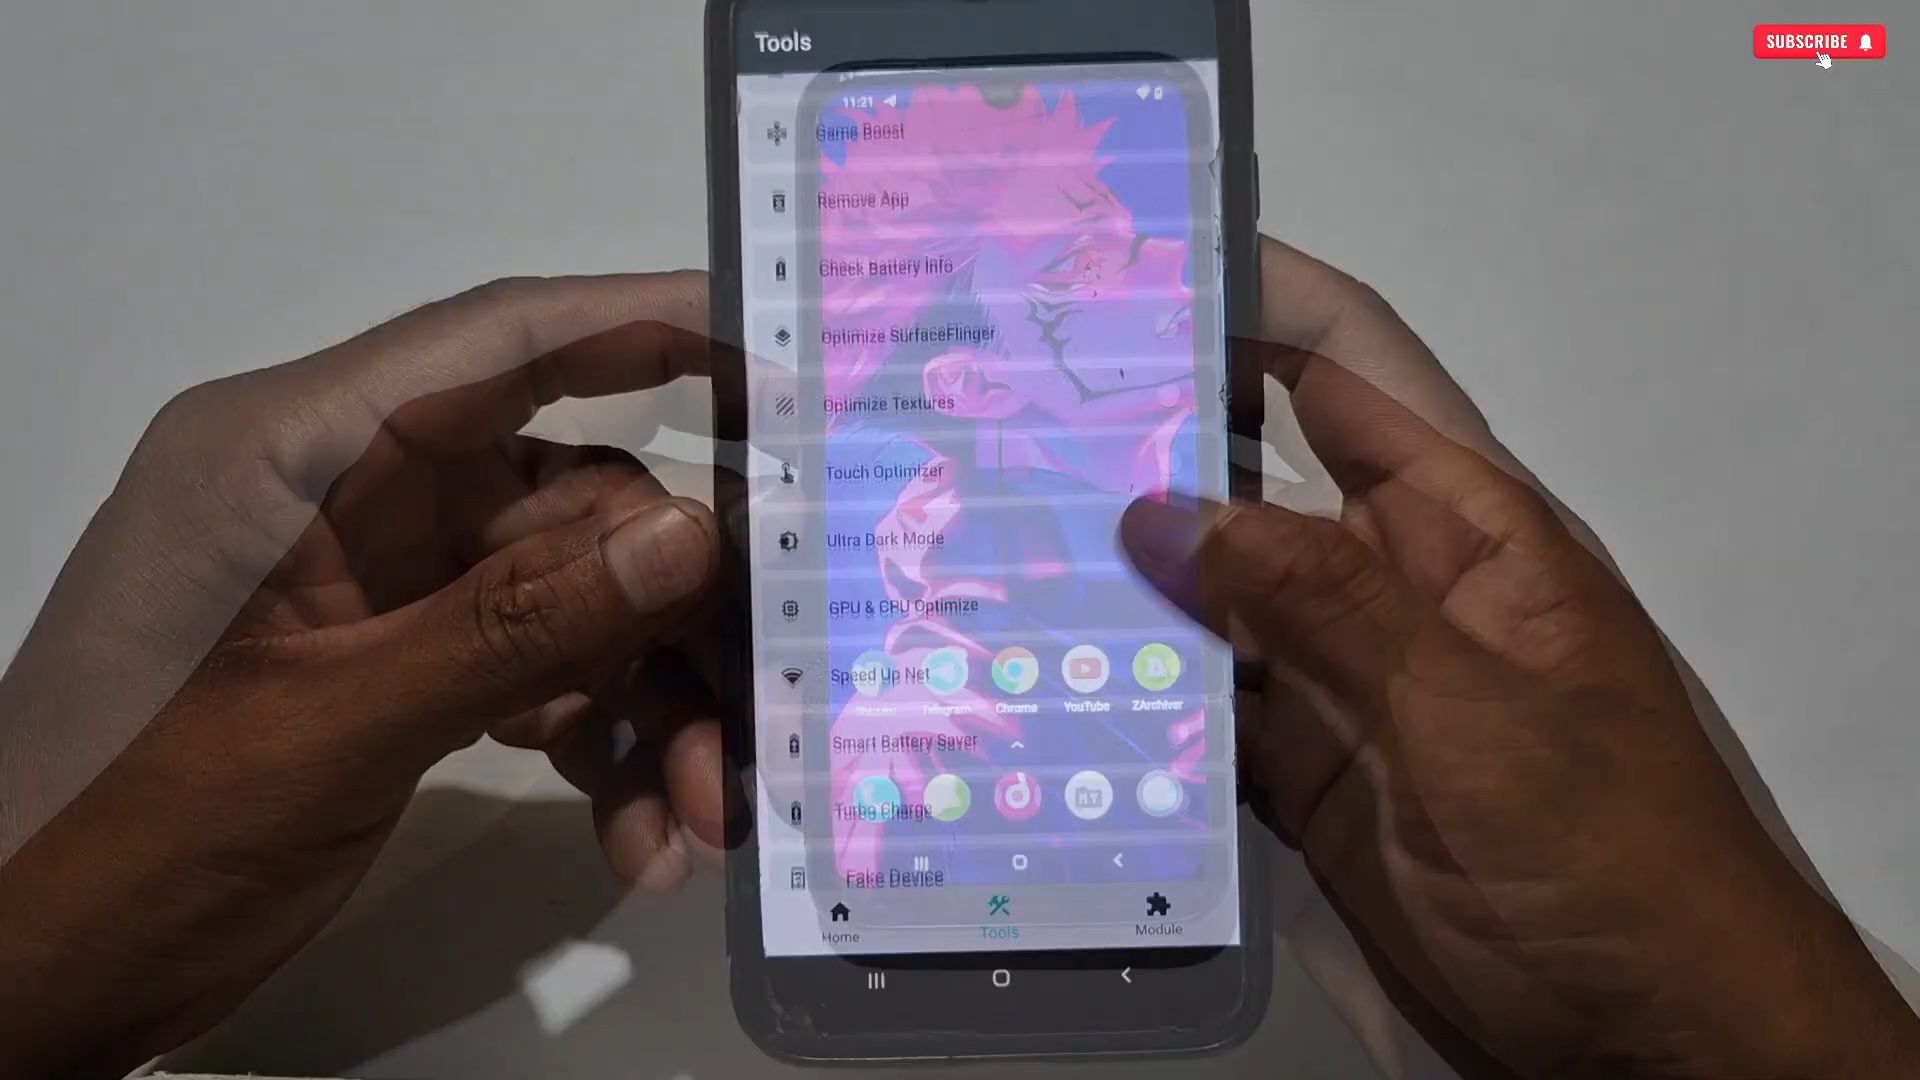 Tools
SUBSCRIBE
11:21
Game Boost
Remove App
Check Battery Info
Optimize SurfaceFlinger
Optimize Textures
Touch Optimizer
Ultra Dark Mode
GPU & CPU Optimize
Speed Up Net
Telegram Chrome YouTube ZArchiver
Smart Battery Saver
MT
Turbo Charge
Fake Device
Home Tools Module